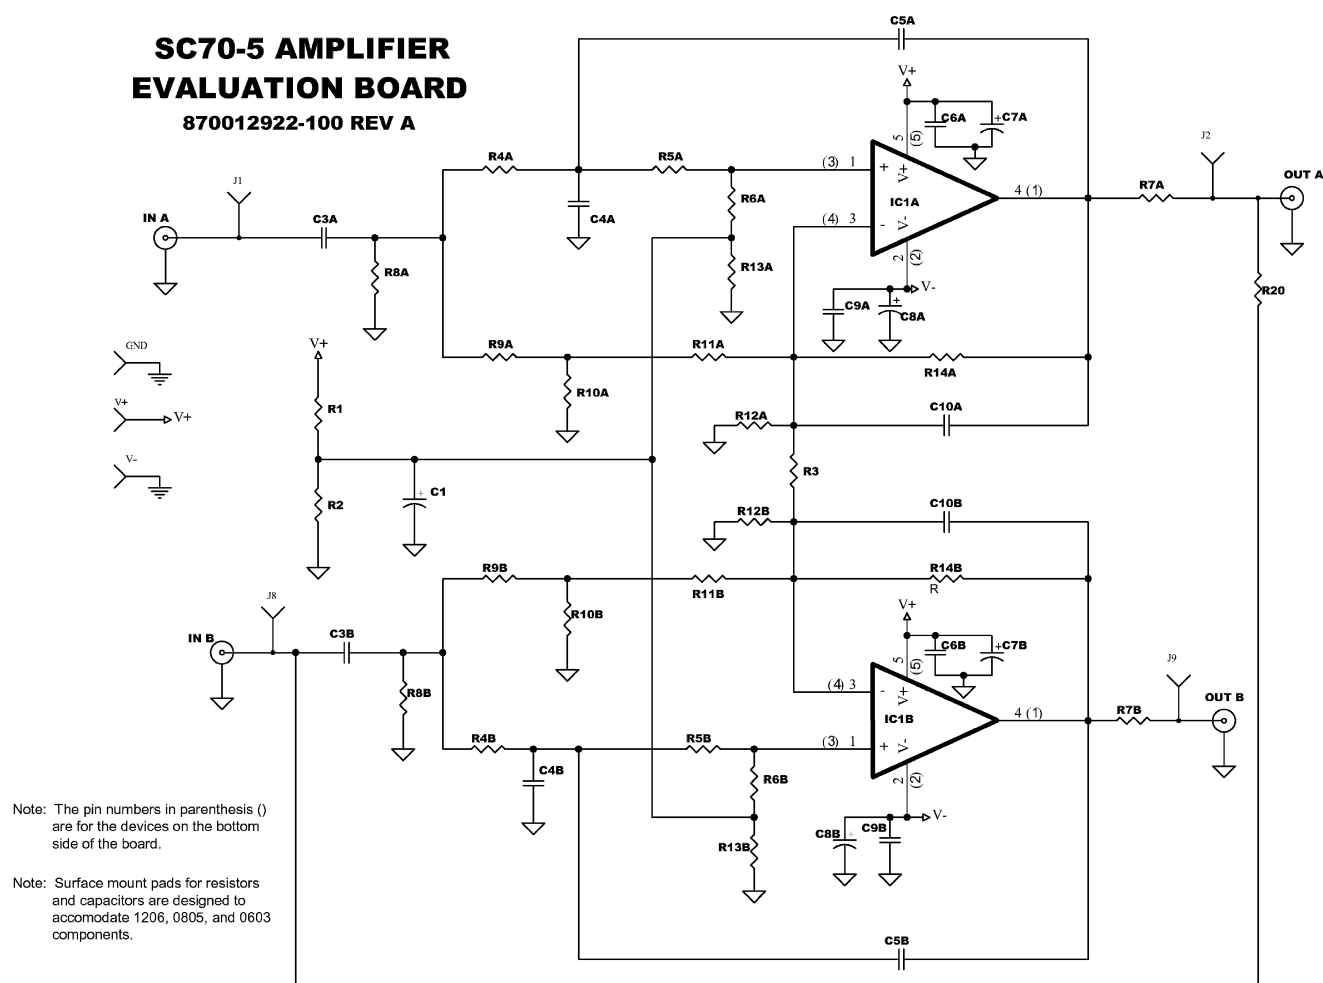 SC70-5 AMPLIFIER
EVALUATION BOARD
870012922-100 REV A
C5A
V+
C6A
C7A
+
5
(5)
R4A
R5A
(3) 1
+
V+
J2
OUT A
J1
R7A
IN A
C3A
C4A
R6A
IC1A
4 (1)
(4) 3
-
V-
R8A
R13A
2
(2)
V-
R20
C9A
+
C8A
GND
V+
R9A
R11A
R14A
V+
V+
R1
R10A
R12A
C10A
V-
R3
R2
+
C1
R12B
C10B
R9B
R14B
R
R11B
J8
R10B
V+
IN B
C3B
C6B
C7B
+
5
(5)
J9
R8B
(4) 3
-
V+
OUT B
IC1B
4 (1)
R7B
R4B
R5B
(3) 1
+
V-
C4B
R6B
2
(2)
Note: The pin numbers in parenthesis ()
are for the devices on the bottom
side of the board.
V-
C8B
+
C9B
R13B
Note: Surface mount pads for resistors
and capacitors are designed to
accomodate 1206, 0805, and 0603
components.
C5B